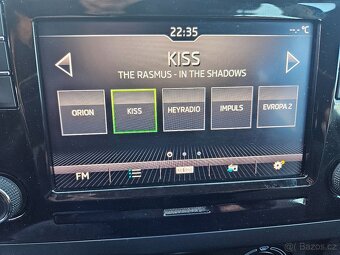 22:35
--.- °C
KISS
THE RASMUS - IN THE SHADOWS
ORION
KISS
HEYRADIO
IMPULS
EVROPA 2
FM
Bazos.cz